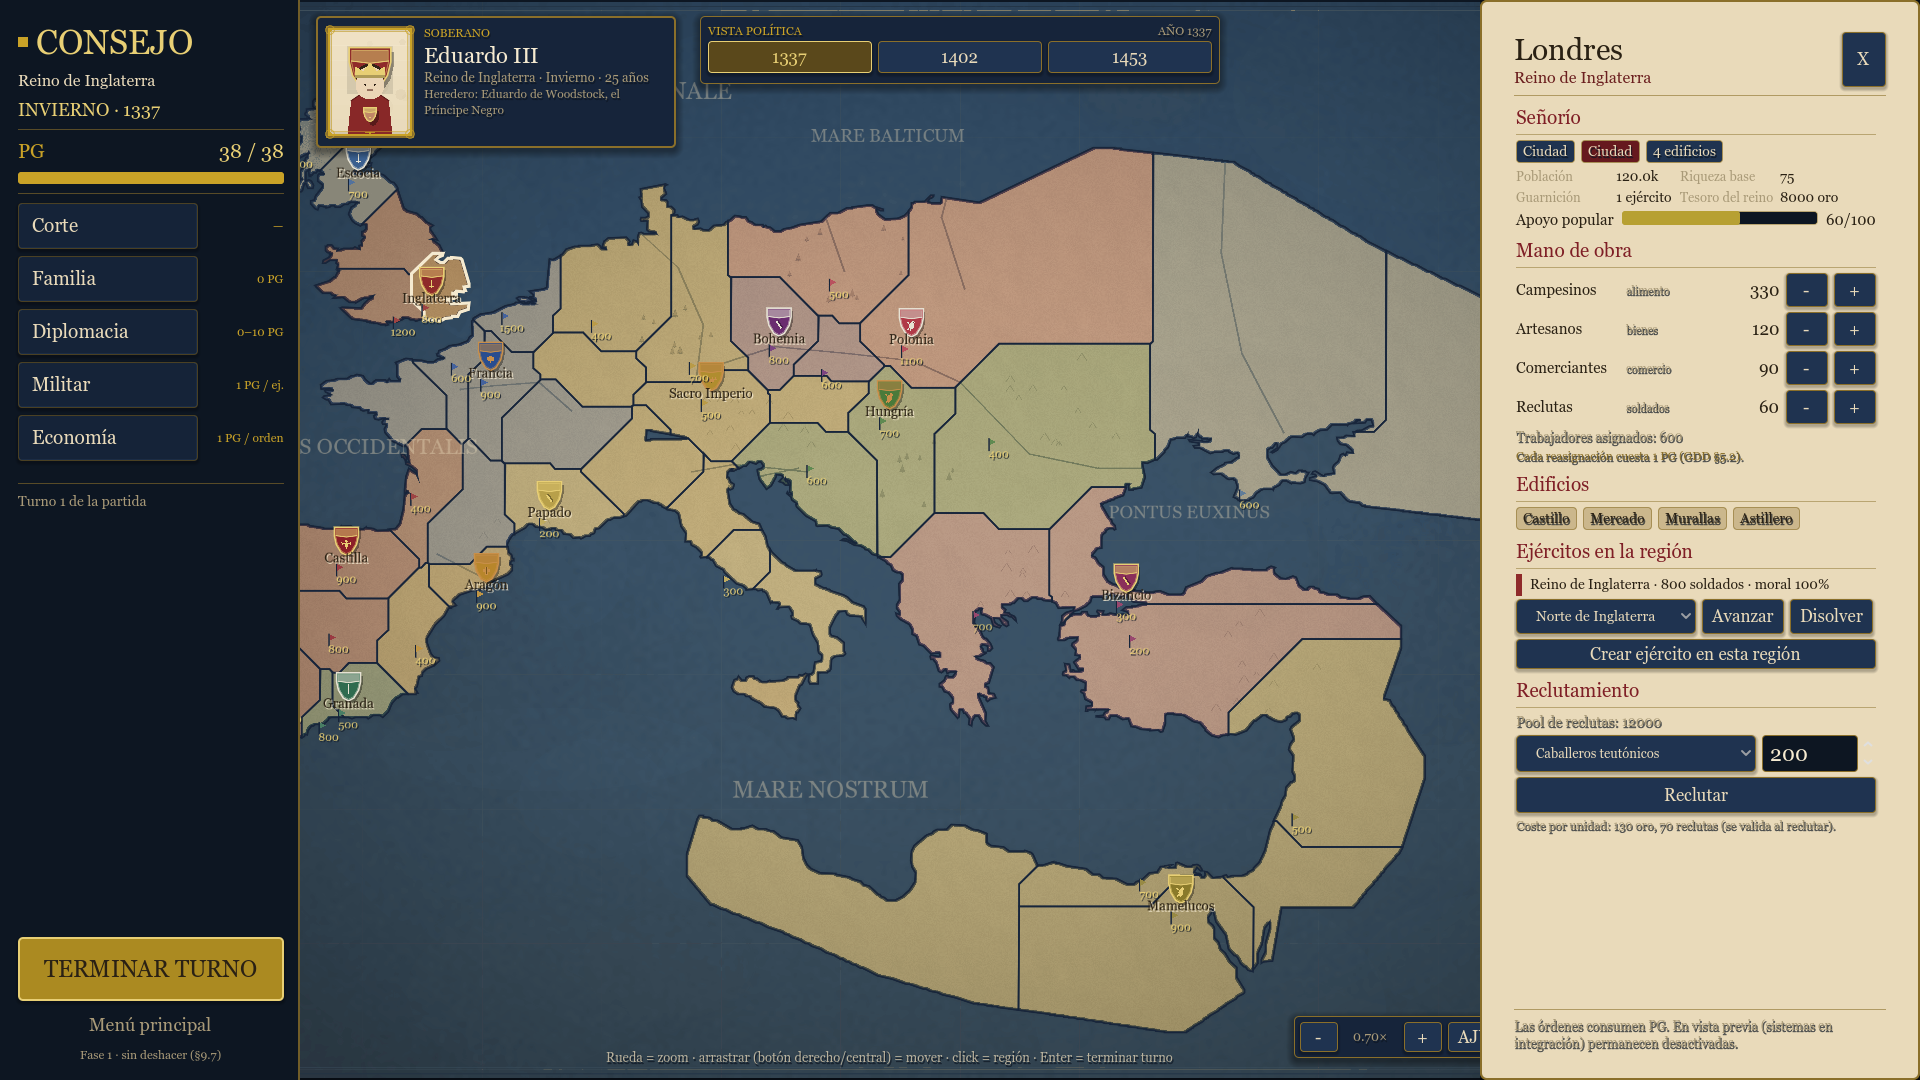 CONSEJO
Reino de Inglaterra
INVIERNO · 1337
PG 38 / 38
Corte –
Familia 0 PG
Diplomacia 0–10 PG
Militar 1 PG / ej.
Economía 1 PG / orden
Turno 1 de la partida
TERMINAR TURNO
Menú principal
Fase 1 · sin deshacer (§9.7)
SOBERANO
Eduardo III
Reino de Inglaterra · Invierno · 25 años
Heredero: Eduardo de Woodstock, el
Príncipe Negro
VISTA POLÍTICA AÑO 1337
1337 1402 1453
NALE
MARE BALTICUM
Escocia
700
Inglaterra
800
1200
1500
400
500
Bohemia
800
Polonia
1100
Francia
600
900
700
Sacro Imperio
500
600
Hungría
700
S OCCIDENTALIS
400
600
400
Papado
200
PONTUS EUXINUS
600
Castilla
900
Aragón
900
300
Bizancio
300
700
200
800
400
Granada
500
800
MARE NOSTRUM
500
700
Mamelucos
900
- 0.70× + AJ
Rueda = zoom · arrastrar (botón derecho/central) = mover · click = región · Enter = terminar turno
Londres
X
Reino de Inglaterra
Señorío
Ciudad Ciudad 4 edificios
Población 120.0k Riqueza base 75
Guarnición 1 ejército Tesoro del reino 8000 oro
Apoyo popular 60/100
Mano de obra
Campesinos alimento 330 - +
Artesanos bienes 120 - +
Comerciantes comercio 90 - +
Reclutas soldados 60 - +
Trabajadores asignados: 600
Cada reasignación cuesta 1 PG (GDD §5.2).
Edificios
Castillo Mercado Murallas Astillero
Ejércitos en la región
Reino de Inglaterra · 800 soldados · moral 100%
Norte de Inglaterra Avanzar Disolver
Crear ejército en esta región
Reclutamiento
Pool de reclutas: 12000
Caballeros teutónicos 200
Reclutar
Coste por unidad: 130 oro, 70 reclutas (se valida al reclutar).
Las órdenes consumen PG. En vista previa (sistemas en
integración) permanecen desactivadas.